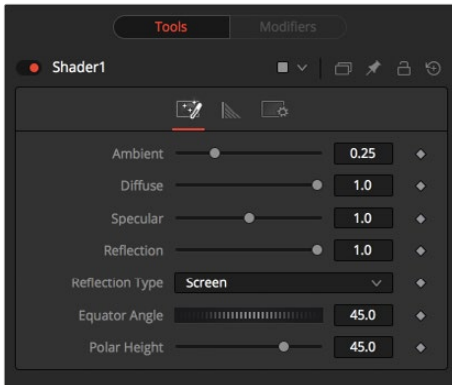 Tools Modifiers
Shader1
Ambient 0.25
Diffuse 1.0
Specular 1.0
Reflection 1.0
Reflection Type Screen
Equator Angle 45.0
Polar Height 45.0